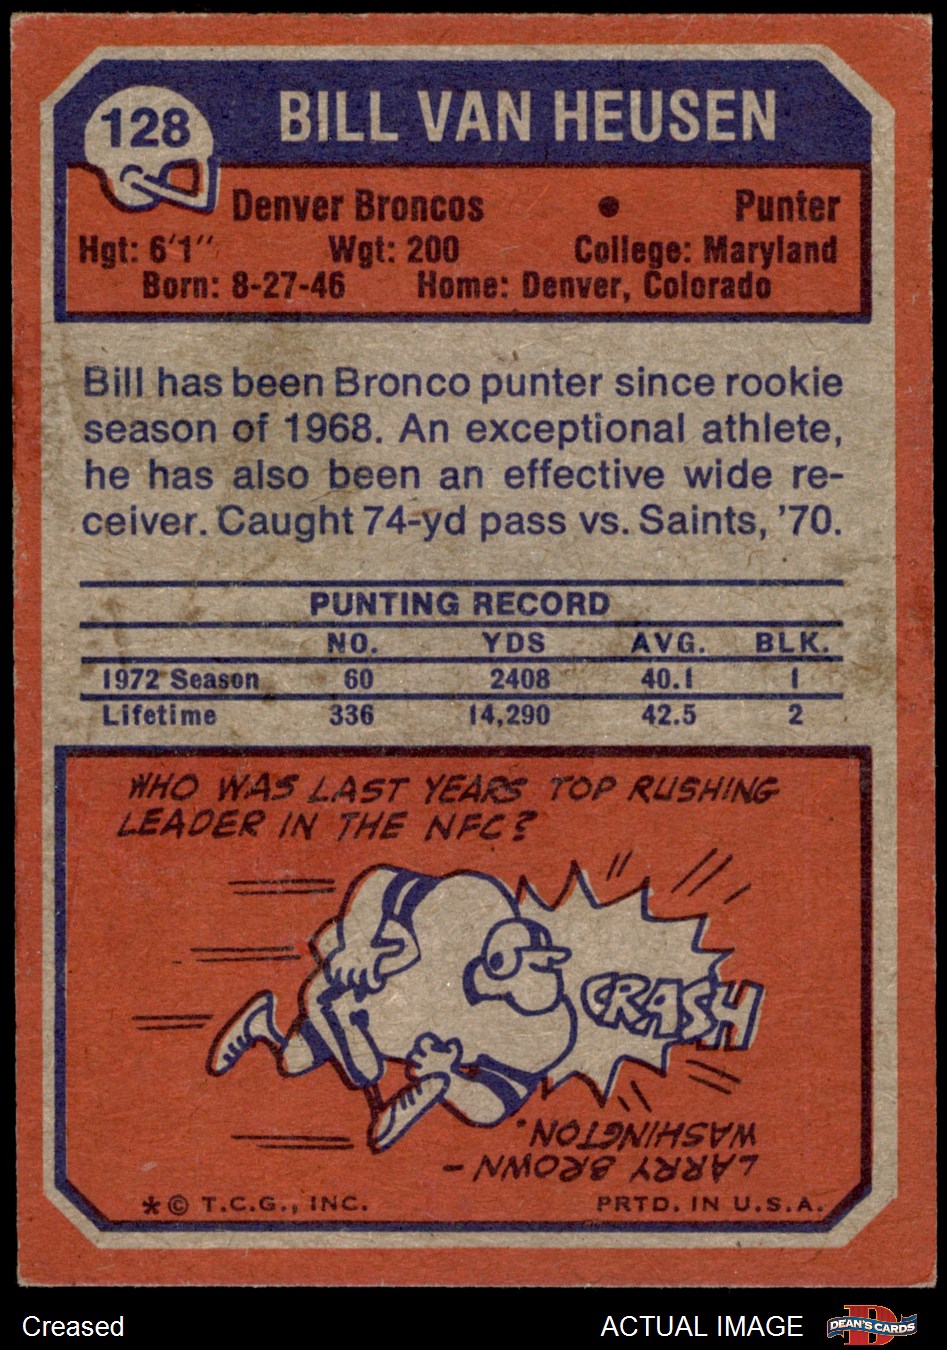 128
BILL VAN HEUSEN
Denver Broncos • Punter
Hgt: 6'1" Wgt: 200 College: Maryland
Born: 8-27-46 Home: Denver, Colorado
Bill has been Bronco punter since rookie
season of 1968. An exceptional athlete,
he has also been an effective wide re-
ceiver. Caught 74-yd pass vs. Saints, '70.
PUNTING RECORD
NO. YDS AVG. BLK.
1972 Season 60 2408 40.1 1
Lifetime 336 14,290 42.5 2
WHO WAS LAST YEARS TOP RUSHING
LEADER IN THE NFC?
CRASH
LARRY BROWN –
WASHINGTON.
* © T.C.G., INC. PRTD. IN U.S.A.
Creased
ACTUAL IMAGE
D
DEAN'S CARDS